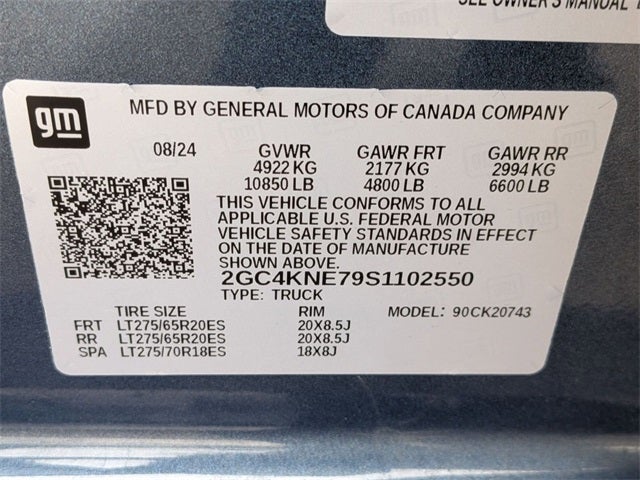 SEE OWNER'S MANUAL
gm
MFD BY GENERAL MOTORS OF CANADA COMPANY
08/24 GVWR GAWR FRT GAWR RR
4922 KG 2177 KG 2994 KG
10850 LB 4800 LB 6600 LB
THIS VEHICLE CONFORMS TO ALL
APPLICABLE U.S. FEDERAL MOTOR
VEHICLE SAFETY STANDARDS IN EFFECT
ON THE DATE OF MANUFACTURE
SHOWN ABOVE.
2GC4KNE79S1102550
TYPE: TRUCK
TIRE SIZE RIM MODEL: 90CK20743
FRT LT275/65R20ES 20X8.5J
RR LT275/65R20ES 20X8.5J
SPA LT275/70R18ES 18X8J